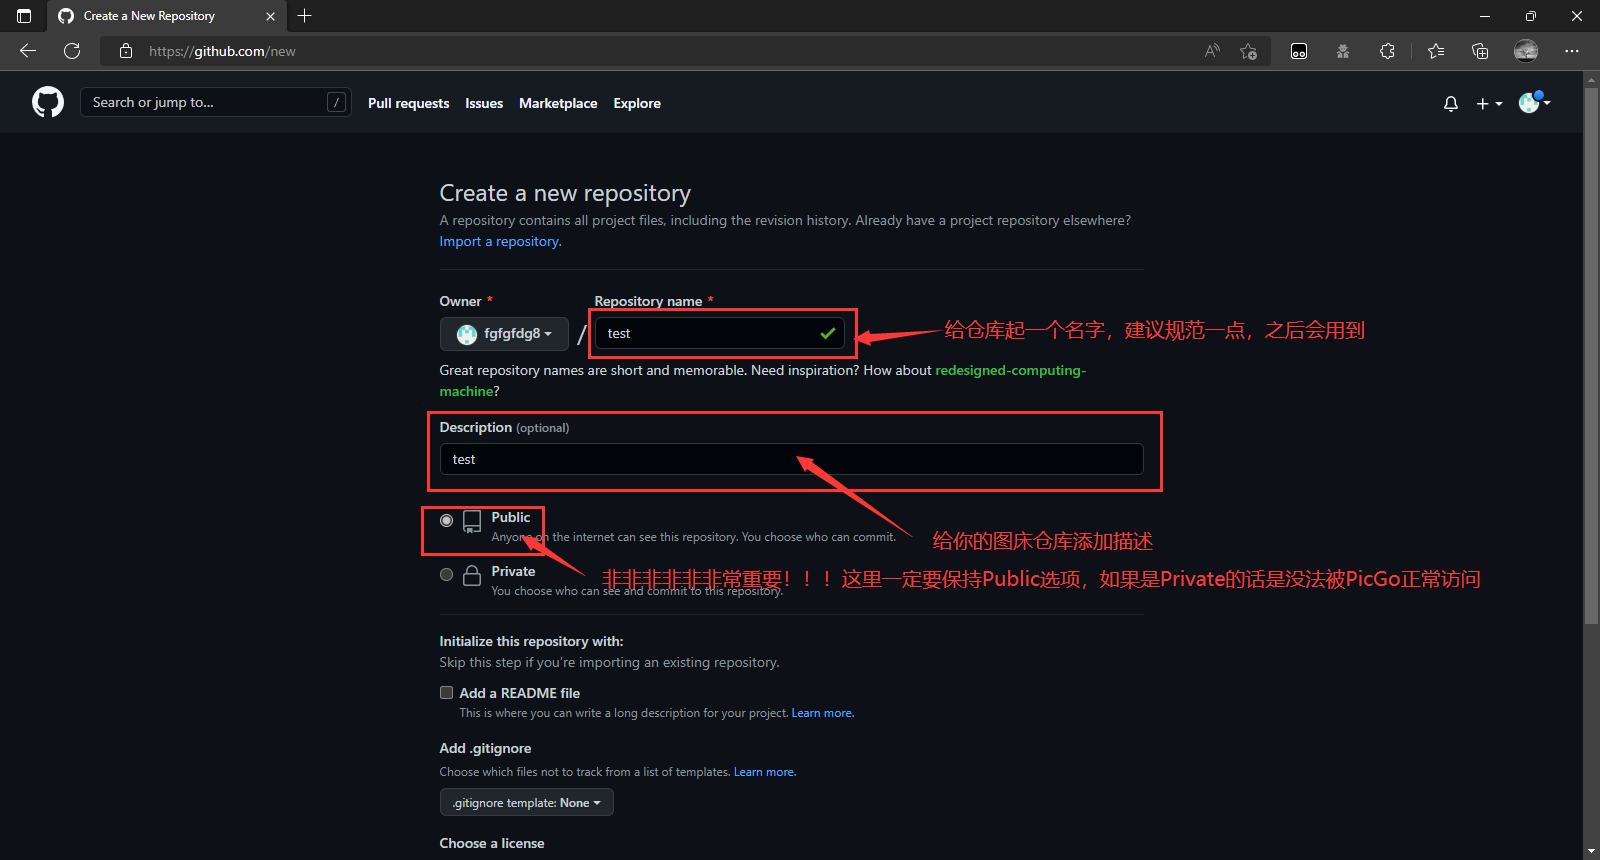 Create a New Repository
https://github.com/new
Search or jump to...
/
Pull requests
Issues
Marketplace
Explore
Create a new repository
A repository contains all project files, including the revision history. Already have a project repository elsewhere?
Import a repository.
Owner *
Repository name *
fgfgfdg8
/
test
给仓库起一个名字，建议规范一点，之后会用到
Great repository names are short and memorable. Need inspiration? How about redesigned-computing-
machine?
Description (optional)
test
Public
Anyone on the internet can see this repository. You choose who can commit.
给你的图床仓库添加描述
Private
非非非非非非常重要！！！这里一定要保持Public选项，如果是Private的话是没法被PicGo正常访问
You choose who can see and commit to this repository.
Initialize this repository with:
Skip this step if you're importing an existing repository.
Add a README file
This is where you can write a long description for your project. Learn more.
Add .gitignore
Choose which files not to track from a list of templates. Learn more.
.gitignore template: None
Choose a license